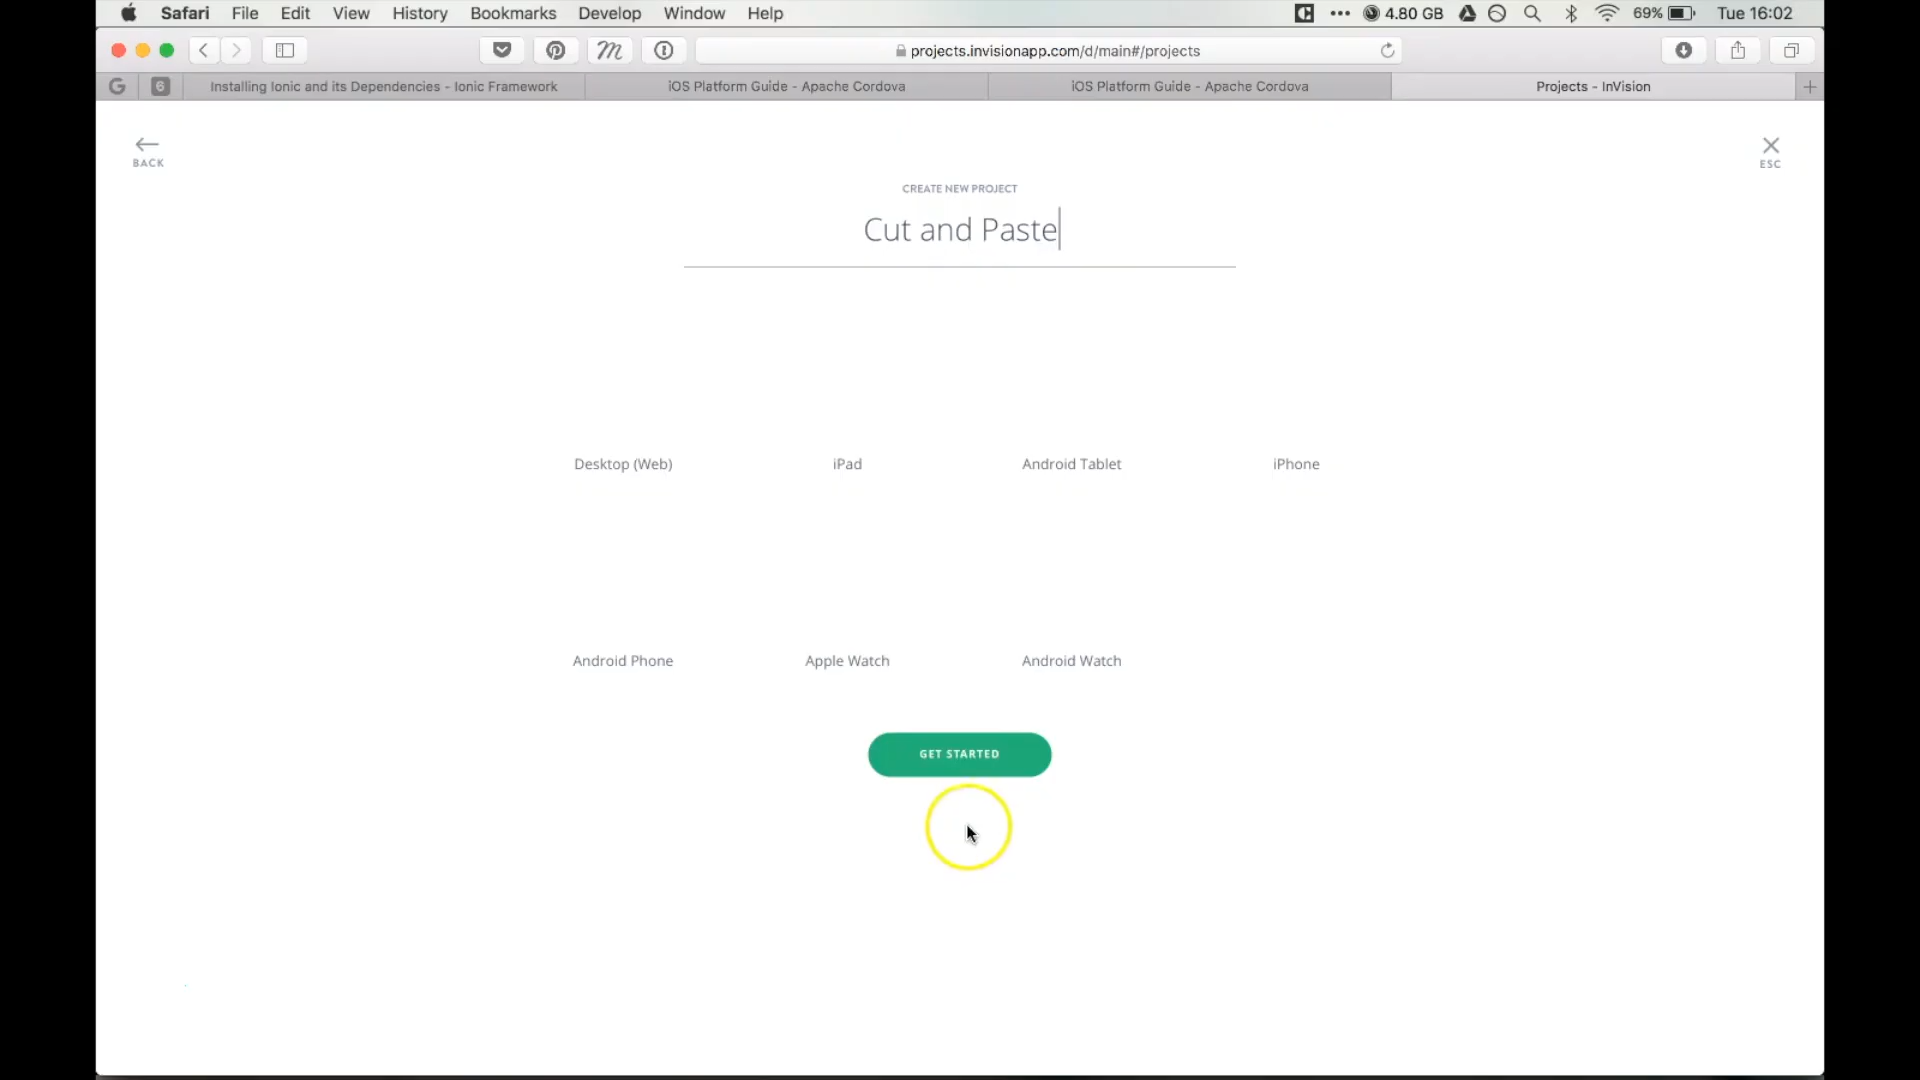 Safari File Edit View History Bookmarks Develop Window Help 4.80 GB 69% Tue 16:02
projects.invisionapp.com/d/main#/projects
G 6 Installing Ionic and its Dependencies - Ionic Framework iOS Platform Guide - Apache Cordova iOS Platform Guide - Apache Cordova Projects - InVision
BACK
ESC
CREATE NEW PROJECT
Cut and Paste
Desktop (Web) iPad Android Tablet iPhone
Android Phone Apple Watch Android Watch
GET STARTED